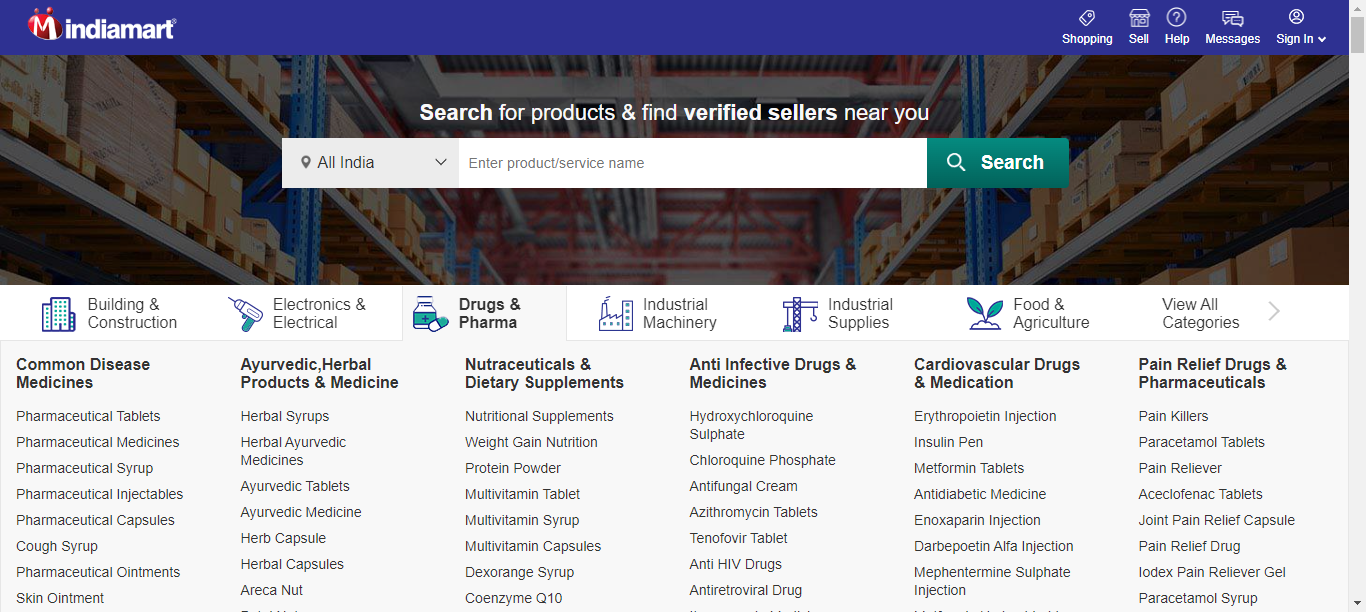 indiamart
Shopping
Sell
Help
Messages
Sign In
Search for products & find verified sellers near you
All India
Enter product/service name
Search
Building &
Construction
Electronics &
Electrical
Drugs &
Pharma
Industrial
Machinery
Industrial
Supplies
Food &
Agriculture
View All
Categories
Common Disease
Medicines
Pharmaceutical Tablets
Pharmaceutical Medicines
Pharmaceutical Syrup
Pharmaceutical Injectables
Pharmaceutical Capsules
Cough Syrup
Pharmaceutical Ointments
Skin Ointment
Ayurvedic,Herbal
Products & Medicine
Herbal Syrups
Herbal Ayurvedic
Medicines
Ayurvedic Tablets
Ayurvedic Medicine
Herb Capsule
Herbal Capsules
Areca Nut
Nutraceuticals &
Dietary Supplements
Nutritional Supplements
Weight Gain Nutrition
Protein Powder
Multivitamin Tablet
Multivitamin Syrup
Multivitamin Capsules
Dexorange Syrup
Coenzyme Q10
Anti Infective Drugs &
Medicines
Hydroxychloroquine
Sulphate
Chloroquine Phosphate
Antifungal Cream
Azithromycin Tablets
Tenofovir Tablet
Anti HIV Drugs
Antiretroviral Drug
Cardiovascular Drugs
& Medication
Erythropoietin Injection
Insulin Pen
Metformin Tablets
Antidiabetic Medicine
Enoxaparin Injection
Darbepoetin Alfa Injection
Mephentermine Sulphate
Injection
Pain Relief Drugs &
Pharmaceuticals
Pain Killers
Paracetamol Tablets
Pain Reliever
Aceclofenac Tablets
Joint Pain Relief Capsule
Pain Relief Drug
Iodex Pain Reliever Gel
Paracetamol Syrup